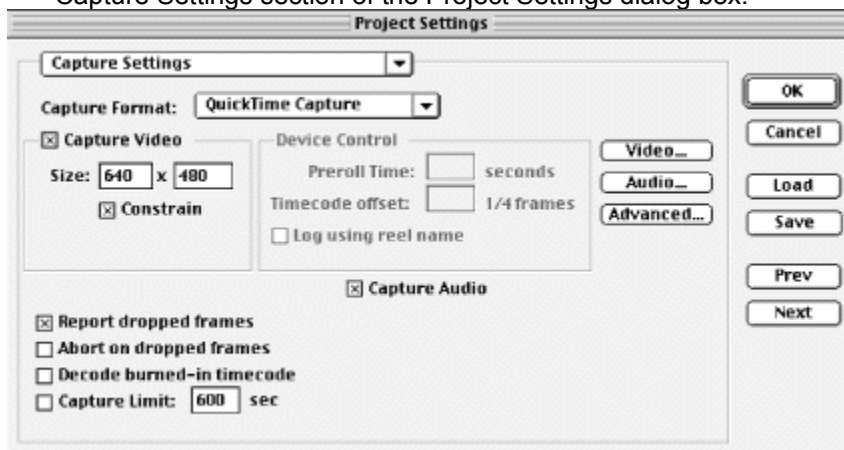 Capture Settings section of the Project Settings dialog box.
Project Settings
Capture Settings
Capture Format: QuickTime Capture
Capture Video
Size: 640 x 480
Constrain
Device Control
Preroll Time: seconds
Timecode offset: 1/4 frames
Log using reel name
Video...
Audio...
Advanced...
Capture Audio
Report dropped frames
Abort on dropped frames
Decode burned-in timecode
Capture Limit: 600 sec
OK
Cancel
Load
Save
Prev
Next